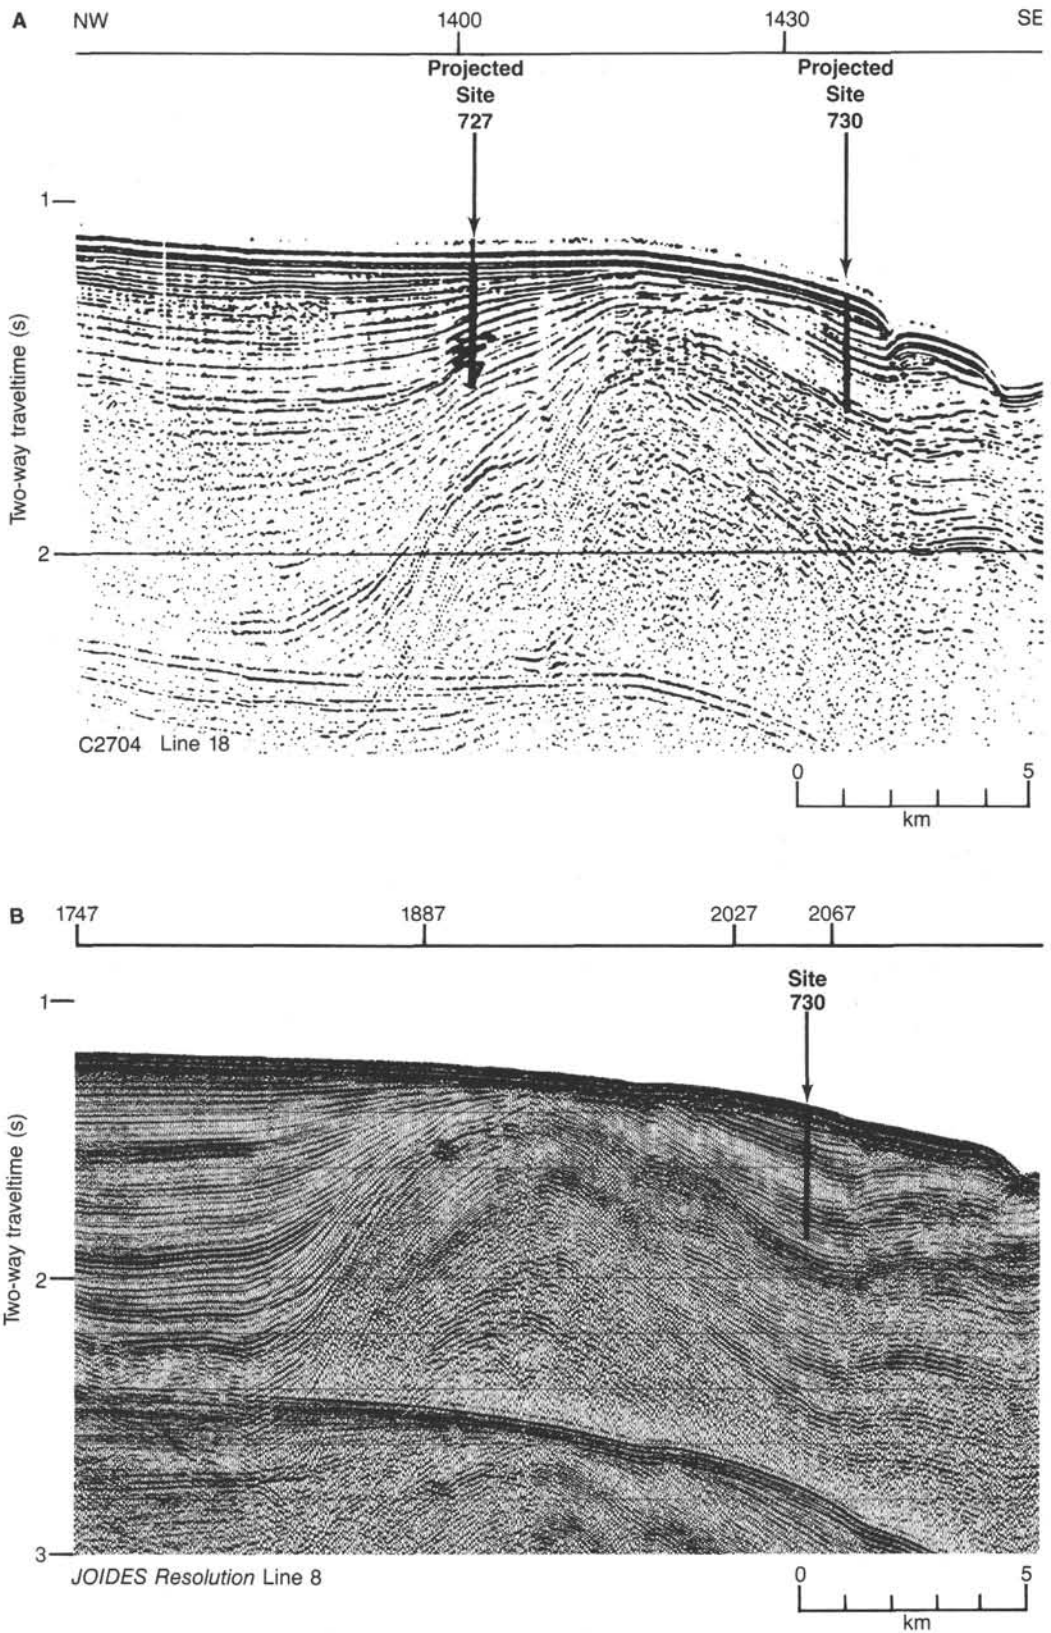 A NW 1400 1430 SE
Projected Projected
Site Site
727 730
1
Two-way traveltime (s)
2
C2704 Line 18
0 5
km
B 1747 1887 2027 2067
Site
730
1
Two-way traveltime (s)
2
3
JOIDES Resolution Line 8
0 5
km